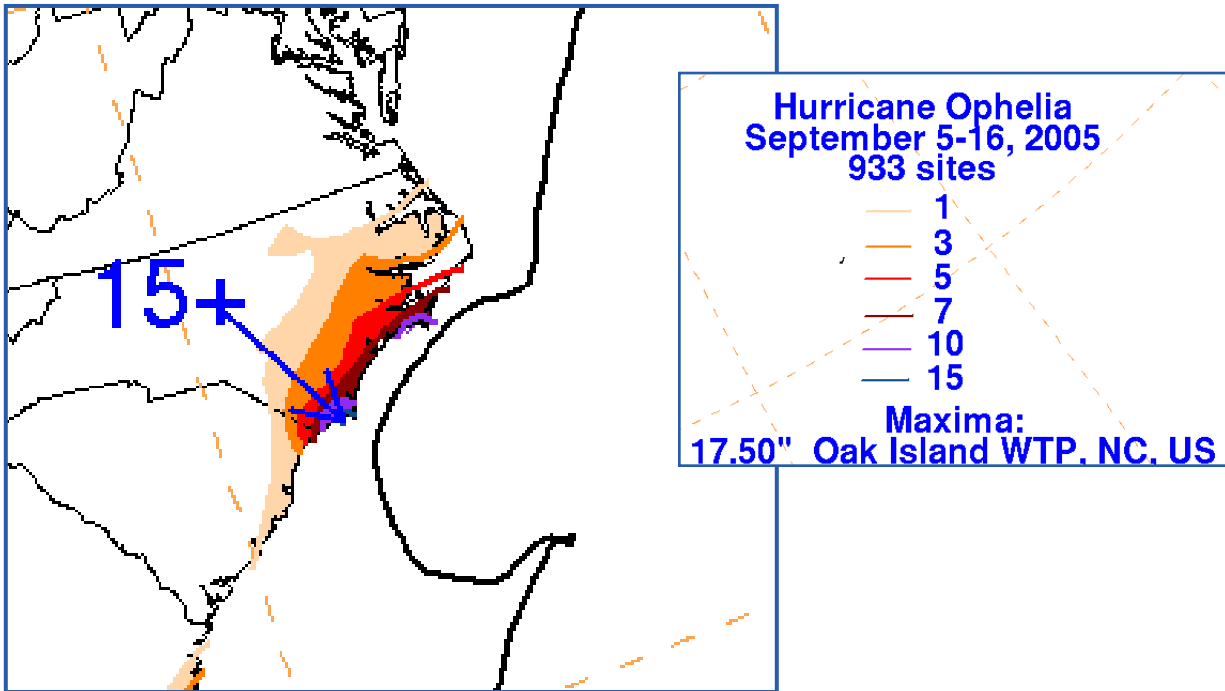 15+
Hurricane Ophelia
September 5-16, 2005
933 sites
1
3
5
7
10
15
Maxima:
17.50" Oak Island WTP, NC, US